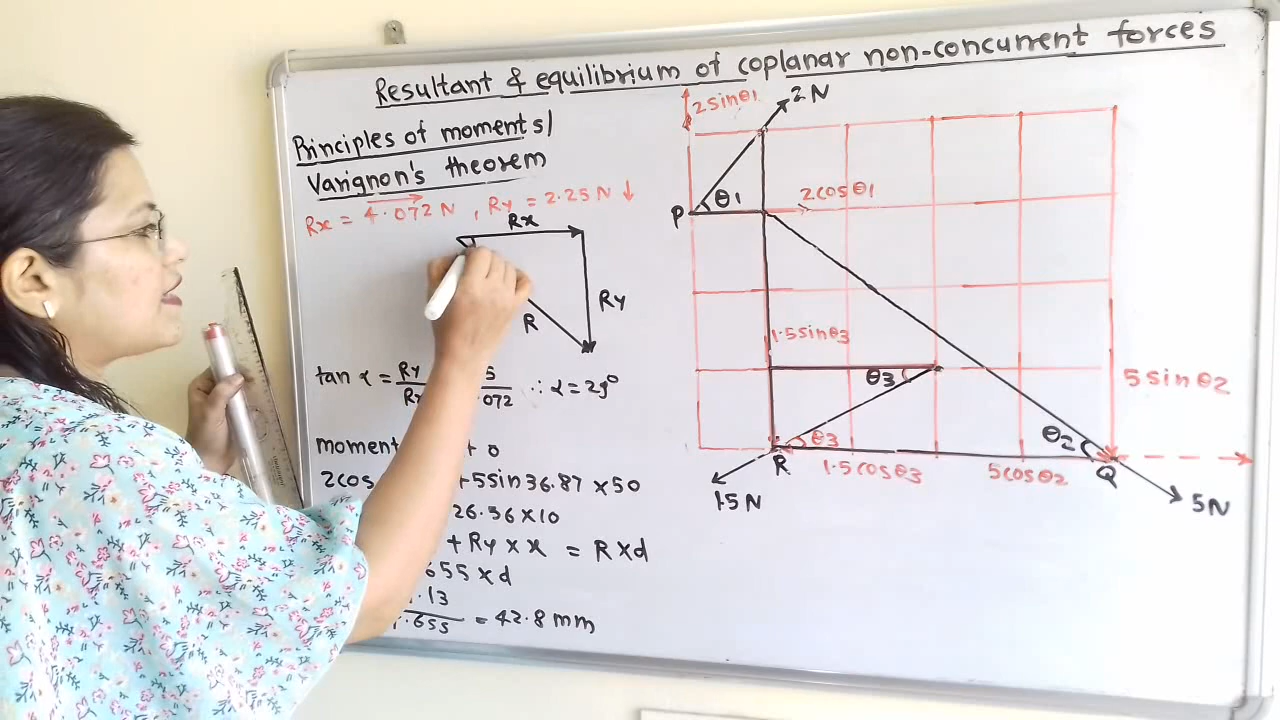 Resultant & equilibrium of coplanar non-concurrent forces
Principles of moments/
Varignon's theorem
Rx = 4.072 N , Ry = 2.25 N ↓
Rx
Ry
R
tan α = Ry
∴ α = 29°
.072
moment
+ 0
2cos
+5sin36.87 × 50
26.56×10
+ Ry × x = R×d
655 × d
.13
.655
= 42.8 mm
2sinθ1
2 N
θ1
2cosθ1
P
1.5sinθ3
θ3
5 sinθ2
θ3
θ2
R
1.5cosθ3
5cosθ2
Q
1.5 N
5N